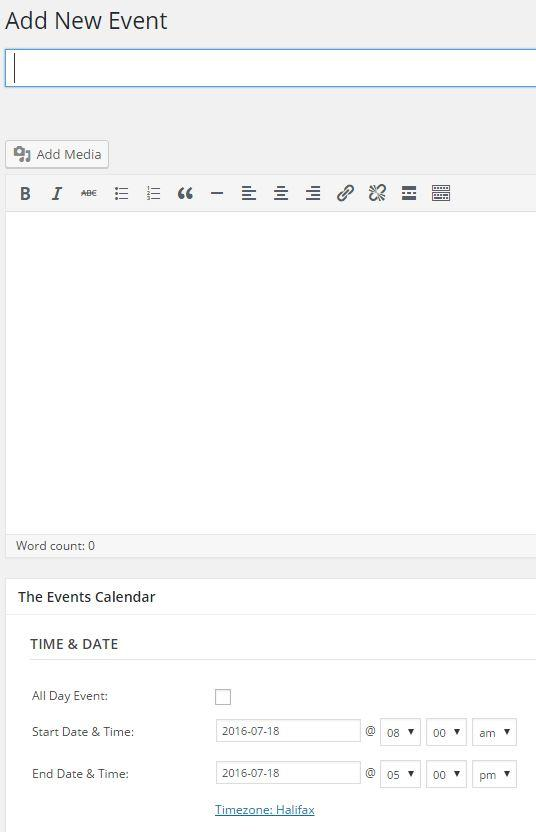 Add New Event
Add Media
B I ABC
Word count: 0
The Events Calendar
TIME & DATE
All Day Event:
Start Date & Time: 2016-07-18 @ 08 00 am
End Date & Time: 2016-07-18 @ 05 00 pm
Timezone: Halifax